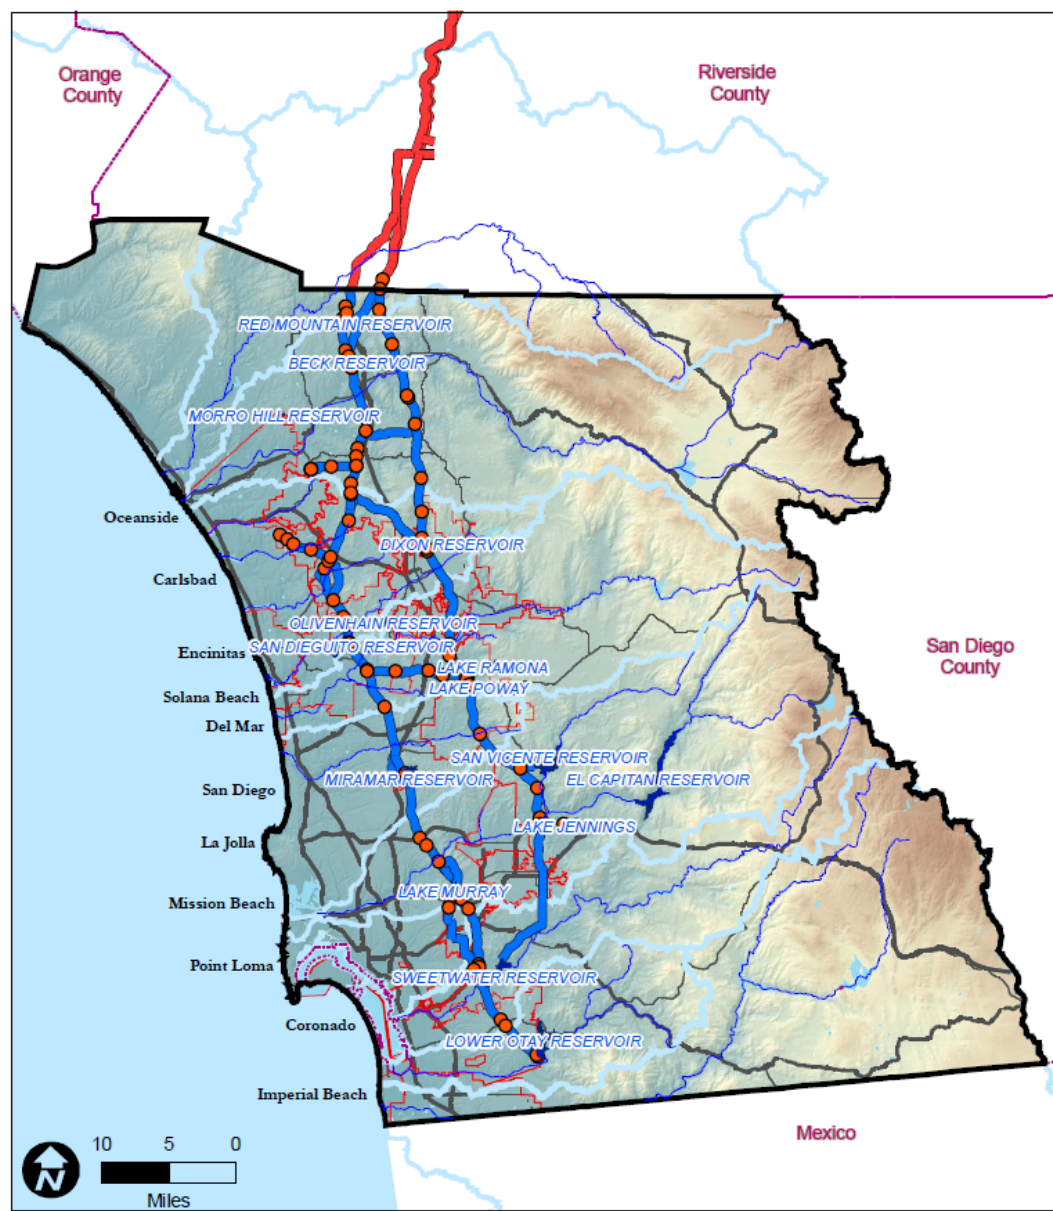 Orange
County
Riverside
County
RED MOUNTAIN RESERVOIR
BECK RESERVOIR
MORRO HILL RESERVOIR
Oceanside
DIXON RESERVOIR
Carlsbad
OLIVENHAIN RESERVOIR
Encinitas
SAN DIEGUITO RESERVOIR
San Diego
County
LAKE RAMONA
LAKE POWAY
Solana Beach
Del Mar
SAN VICENTE RESERVOIR
MIRAMAR RESERVOIR
EL CAPITAN RESERVOIR
San Diego
LAKE JENNINGS
La Jolla
LAKE MURRAY
Mission Beach
Point Loma
SWEETWATER RESERVOIR
Coronado
LOWER OTAY RESERVOIR
Imperial Beach
Mexico
N
10 5 0
Miles